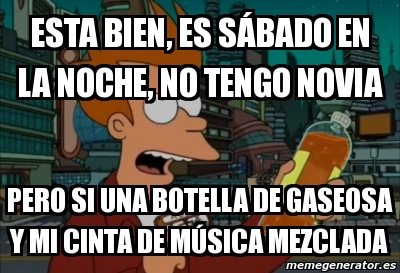 ESTA BIEN, ES SÁBADO EN
LA NOCHE, NO TENGO NOVIA
PERO SI UNA BOTELLA DE GASEOSA
Y MI CINTA DE MÚSICA MEZCLADA
memegenerator.es